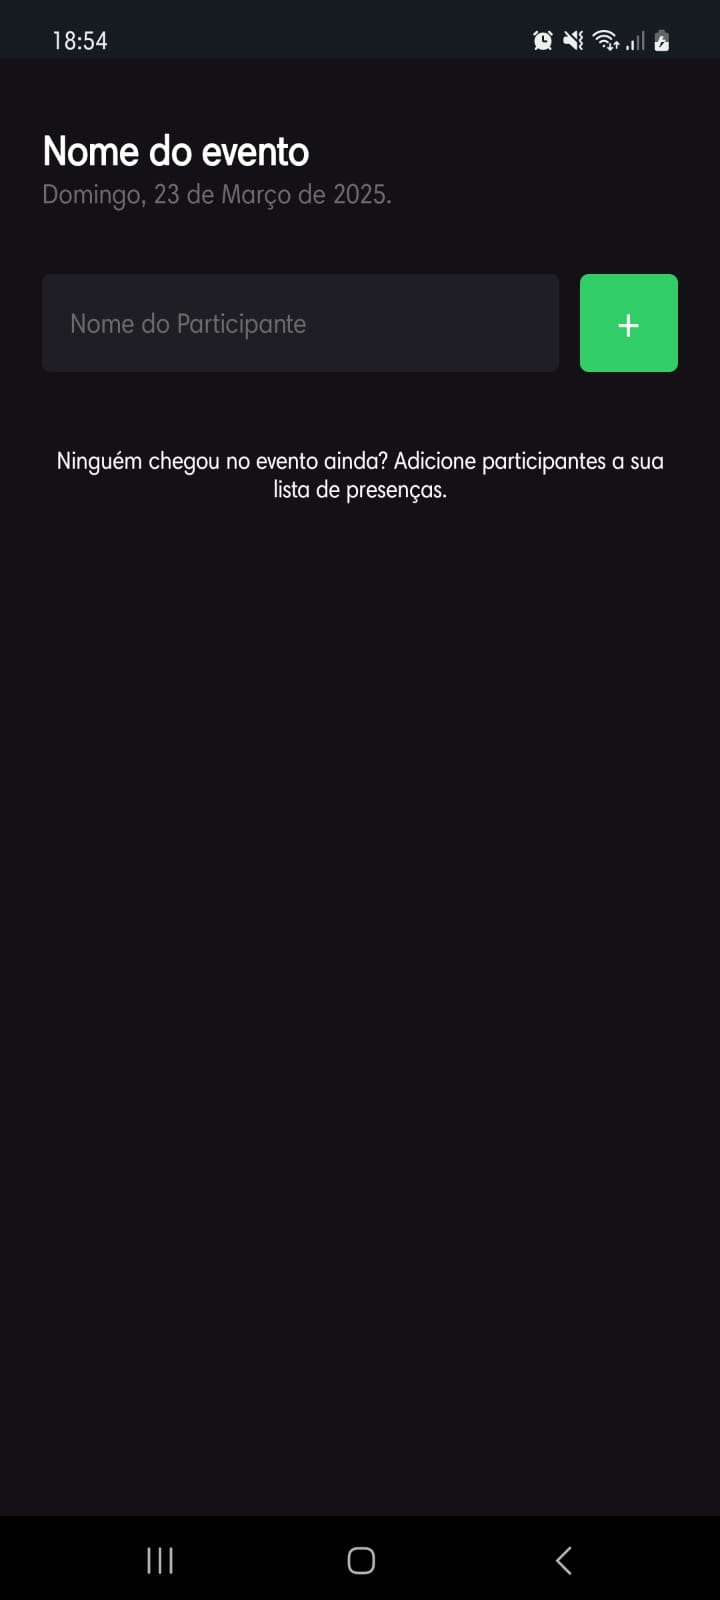 18:54
Nome do evento
Domingo, 23 de Março de 2025.
Nome do Participante
+
Ninguém chegou no evento ainda? Adicione participantes a sua
lista de presenças.